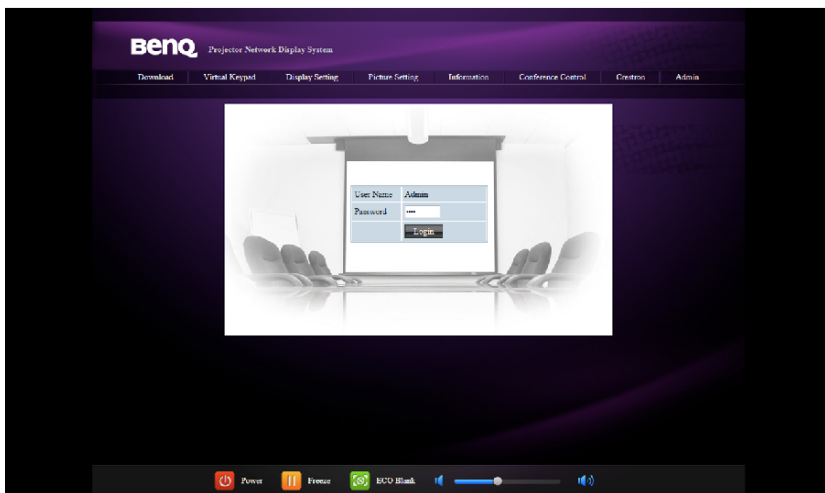 BenQ Projector Network Display System
Download Virtual Keypad Display Setting Picture Setting Information Conference Control Crestron Admin
User Name Admin
Password ••••
Login
Power Freeze ECO Blank